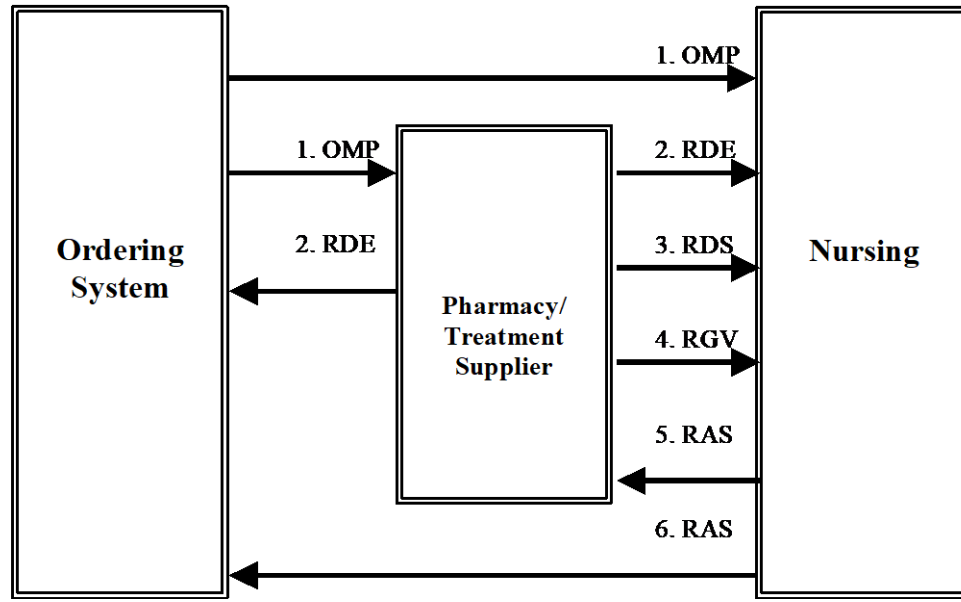 1. OMP
1. OMP
2. RDE
2. RDE
3. RDS
Ordering
System
Nursing
Pharmacy/
Treatment
Supplier
4. RGV
5. RAS
6. RAS